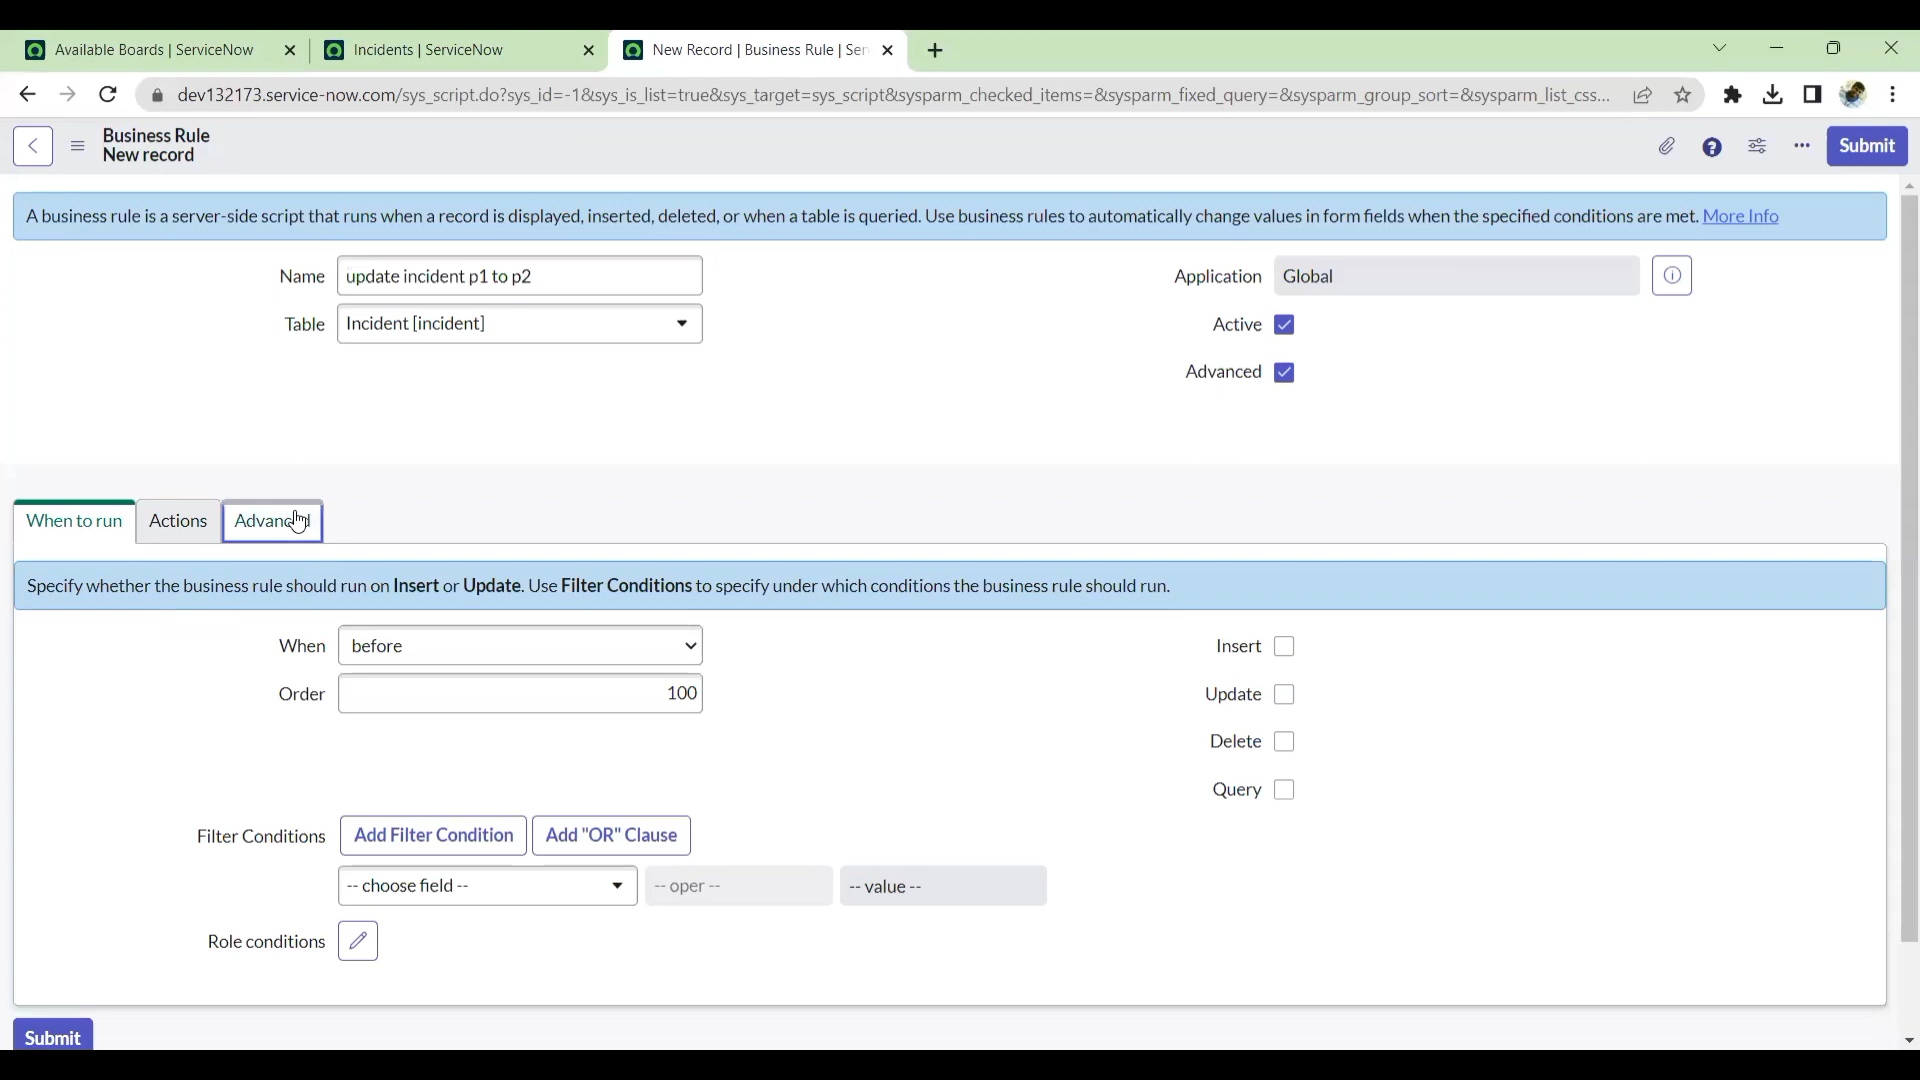 Available Boards | ServiceNow
Incidents | ServiceNow
New Record | Business Rule | Ser
dev132173.service-now.com/sys_script.do?sys_id=-1&sys_is_list=true&sys_target=sys_script&sysparm_checked_items=&sysparm_fixed_query=&sysparm_group_sort=&sysparm_list_css...
Business Rule
New record
Submit
A business rule is a server-side script that runs when a record is displayed, inserted, deleted, or when a table is queried. Use business rules to automatically change values in form fields when the specified conditions are met. More Info
Name update incident p1 to p2
Application Global
Table Incident [incident]
Active
Advanced
When to run Actions Advanced
Specify whether the business rule should run on Insert or Update. Use Filter Conditions to specify under which conditions the business rule should run.
When before
Insert
Order 100
Update
Delete
Query
Filter Conditions Add Filter Condition Add "OR" Clause
-- choose field -- -- oper -- -- value --
Role conditions
Submit